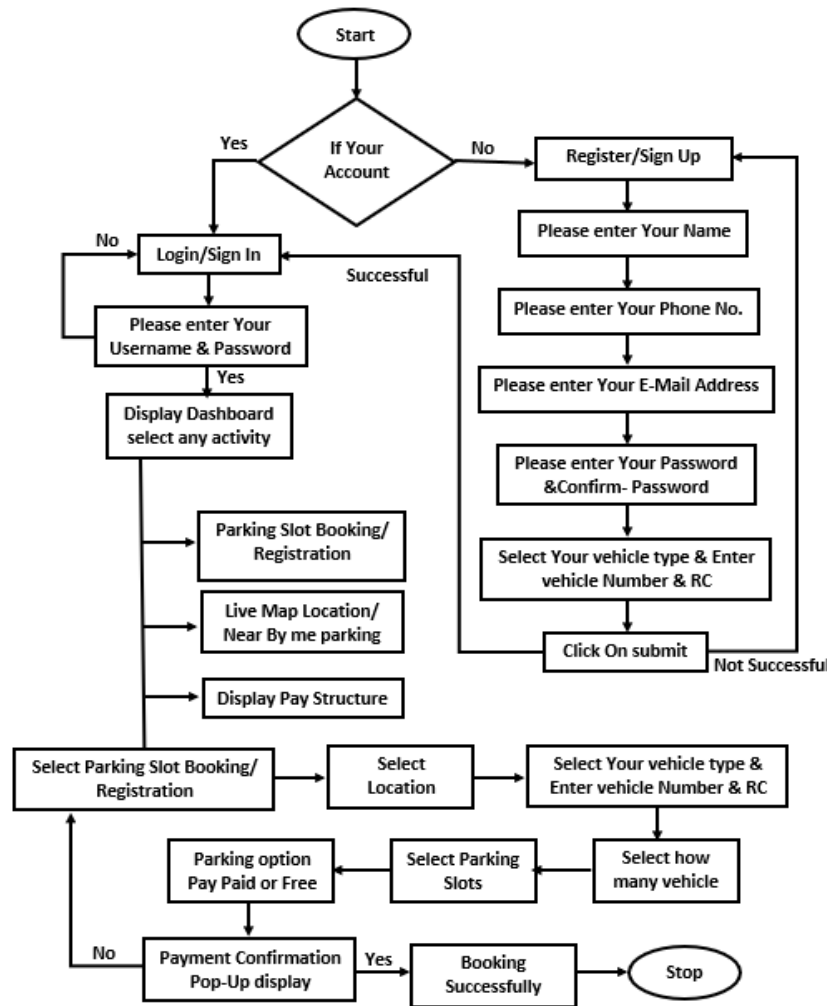 Start
If Your
Account
Yes
No
Register/Sign Up
Please enter Your Name
Please enter Your Phone No.
Please enter Your E-Mail Address
Please enter Your Password
&Confirm- Password
Select Your vehicle type & Enter
vehicle Number & RC
Click On submit
Not Successful
Successful
No
Login/Sign In
Please enter Your
Username & Password
Yes
Display Dashboard
select any activity
Parking Slot Booking/
Registration
Live Map Location/
Near By me parking
Display Pay Structure
Select Parking Slot Booking/
Registration
Select
Location
Select Your vehicle type &
Enter vehicle Number & RC
Select how
many vehicle
Select Parking
Slots
Parking option
Pay Paid or Free
No
Payment Confirmation
Pop-Up display
Yes
Booking
Successfully
Stop